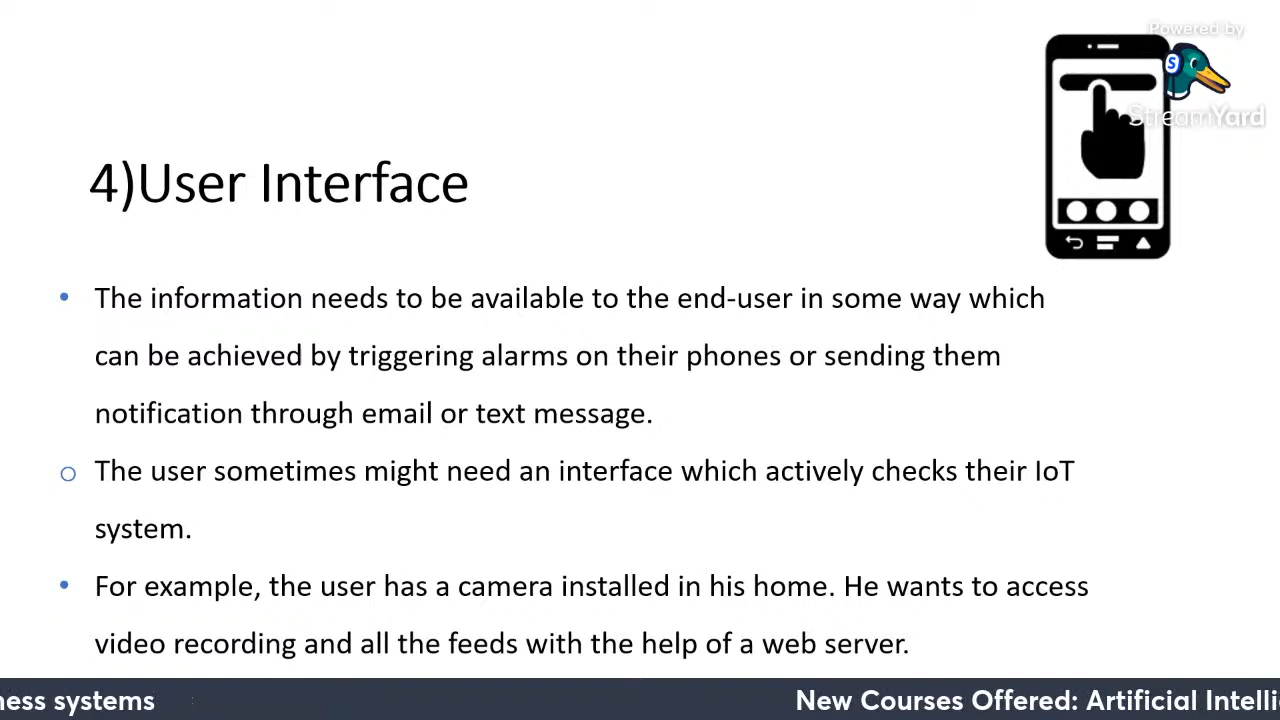 Powered by
S
StreamYard
4)User Interface
• The information needs to be available to the end-user in some way which
can be achieved by triggering alarms on their phones or sending them
notification through email or text message.
o The user sometimes might need an interface which actively checks their IoT
system.
• For example, the user has a camera installed in his home. He wants to access
video recording and all the feeds with the help of a web server.
ness systems
New Courses Offered: Artificial Intelli